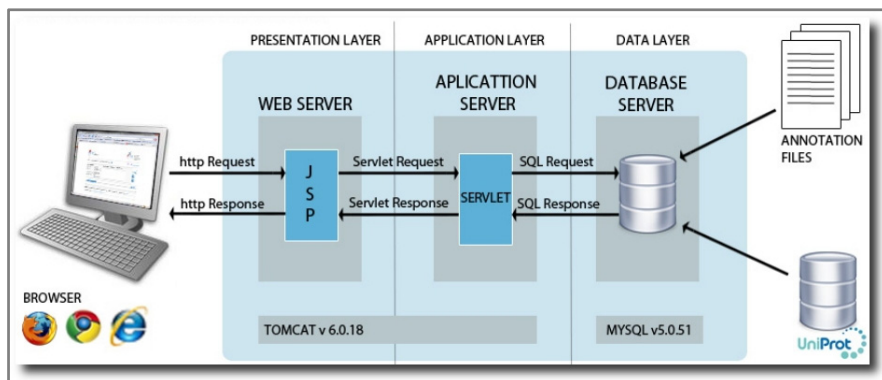 PRESENTATION LAYER
APPLICATION LAYER
DATA LAYER
WEB SERVER
APLICATTION
SERVER
DATABASE
SERVER
ANNOTATION
FILES
http Request
Servlet Request
SQL Request
J
S
P
SERVLET
http Response
Servlet Response
SQL Response
BROWSER
TOMCAT v 6.0.18
MYSQL v5.0.51
UniProt